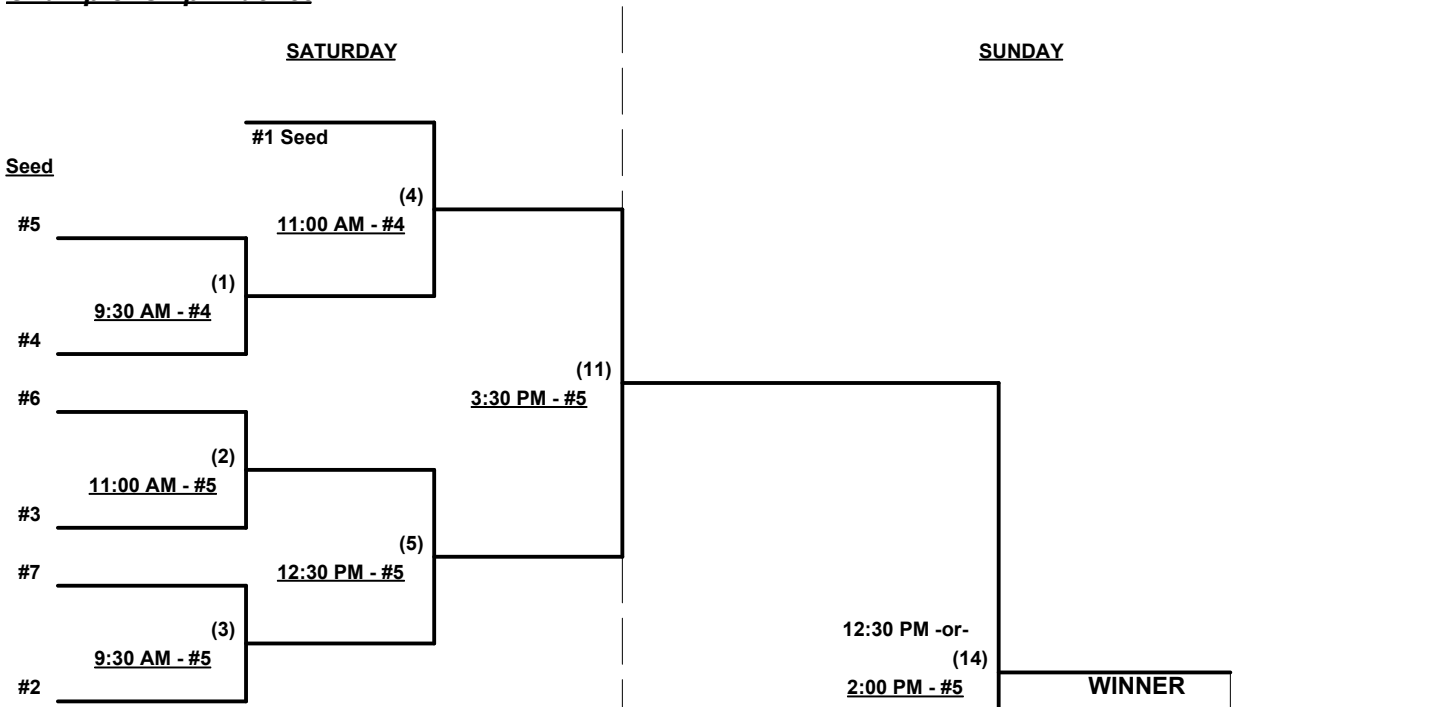 SATURDAY
SUNDAY
#1 Seed
Seed
(4)
#5
11:00 AM - #4
(1)
9:30 AM - #4
#4
(11)
#6
3:30 PM - #5
(2)
11:00 AM - #5
#3
(5)
#7
12:30 PM - #5
(3)
12:30 PM -or-
9:30 AM - #5
(14)
#2
2:00 PM - #5
WINNER